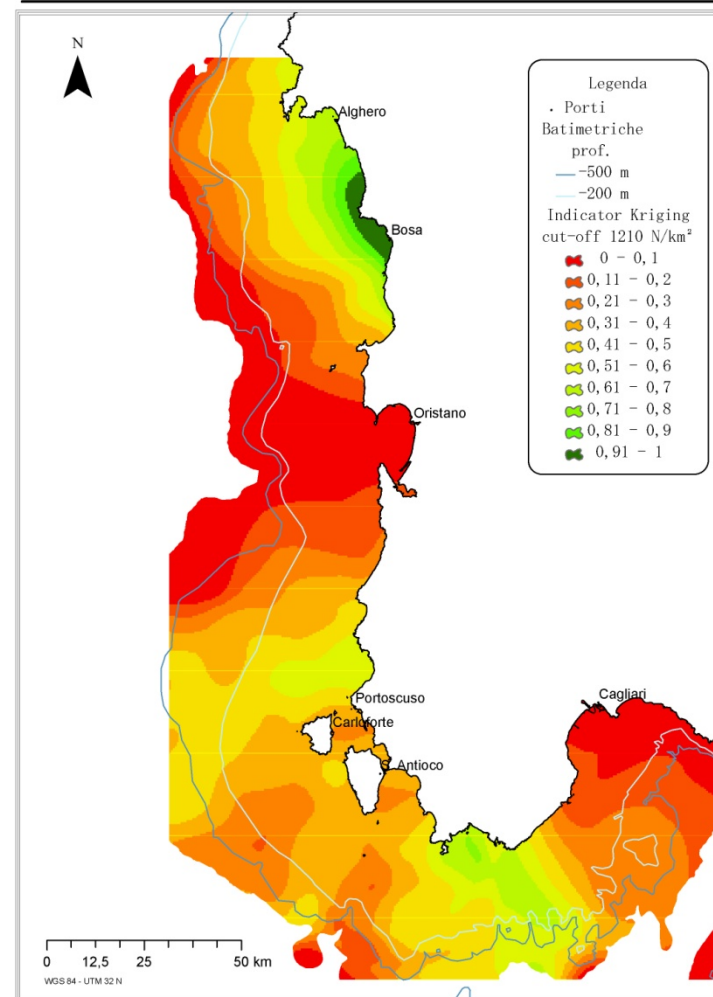 N
Alghero
Bosa
Oristano
Portoscuso
Carloforte
S. Antioco
Cagliari
Legenda
. Porti
Batimetriche
prof.
-500 m
-200 m
Indicator Kriging
cut-off 1210 N/km²
0 - 0,1
0,11 - 0,2
0,21 - 0,3
0,31 - 0,4
0,41 - 0,5
0,51 - 0,6
0,61 - 0,7
0,71 - 0,8
0,81 - 0,9
0,91 - 1
0 12,5 25 50 km
WGS 84 - UTM 32 N